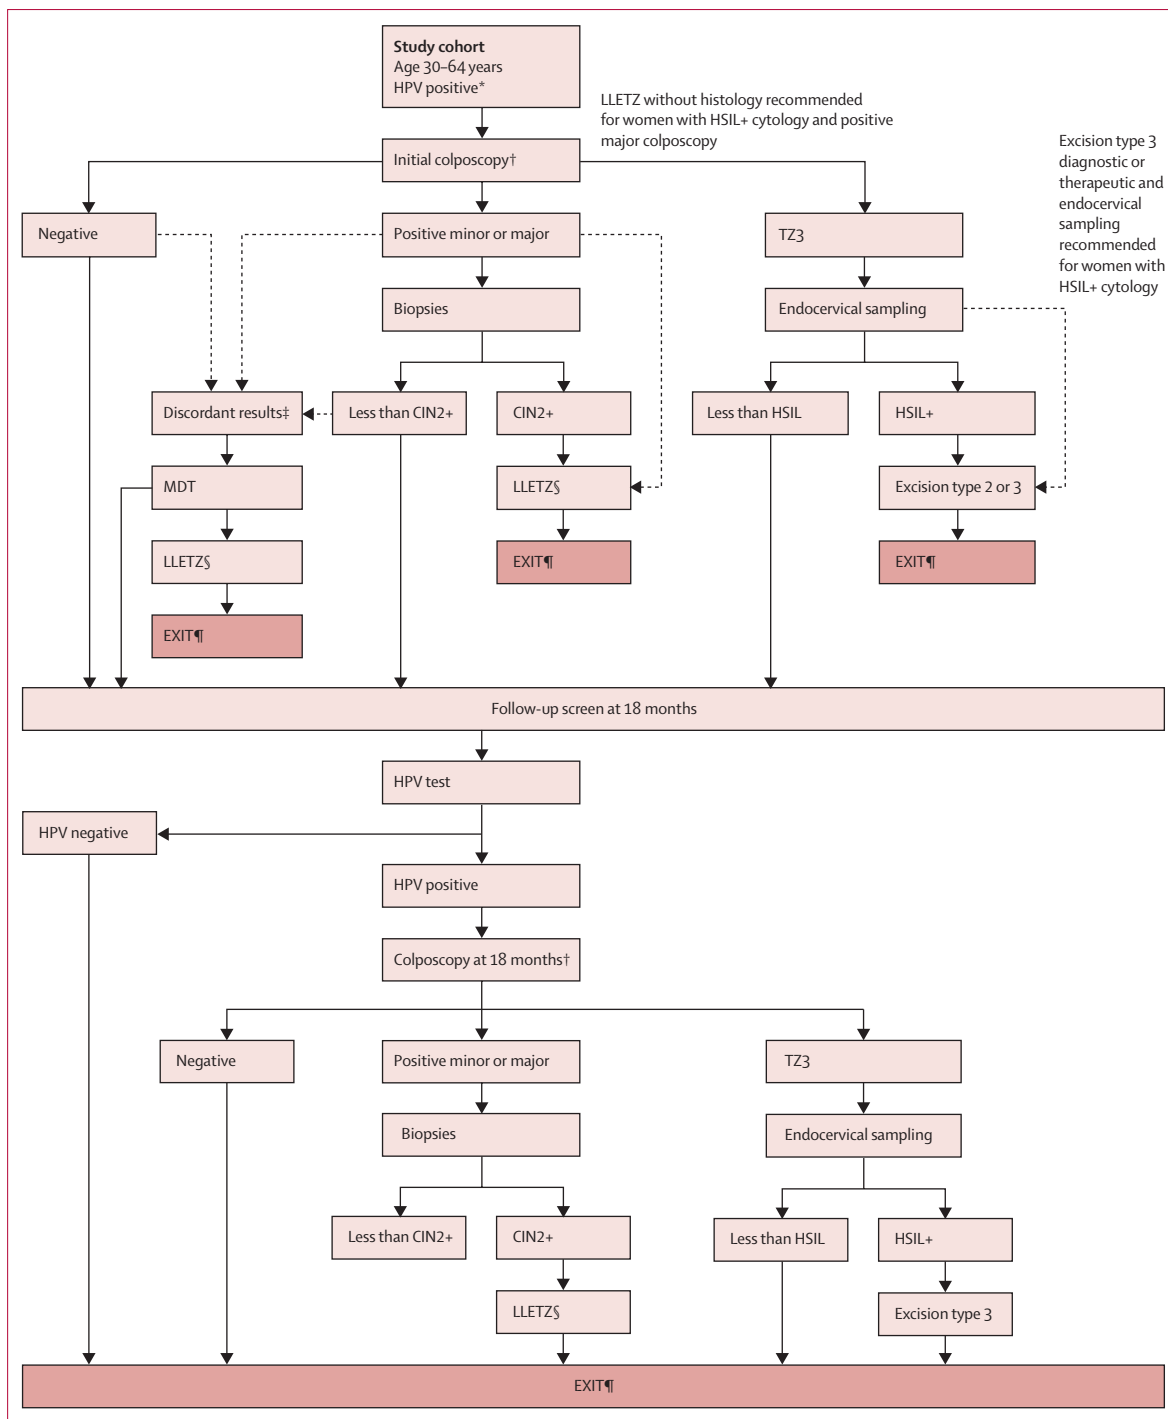 Study cohort
Age 30–64 years
HPV positive*
LLETZ without histology recommended
for women with HSIL+ cytology and positive
major colposcopy
Excision type 3
diagnostic or
therapeutic and
endocervical
sampling
recommended
for women with
HSIL+ cytology
Initial colposcopy†
Negative
Positive minor or major
TZ3
Biopsies
Endocervical sampling
Discordant results‡
Less than CIN2+
CIN2+
Less than HSIL
HSIL+
MDT
LLETZ§
Excision type 2 or 3
LLETZ§
EXIT¶
EXIT¶
EXIT¶
Follow-up screen at 18 months
HPV test
HPV negative
HPV positive
Colposcopy at 18 months†
Negative
Positive minor or major
TZ3
Biopsies
Endocervical sampling
Less than CIN2+
CIN2+
Less than HSIL
HSIL+
LLETZ§
Excision type 3
EXIT¶